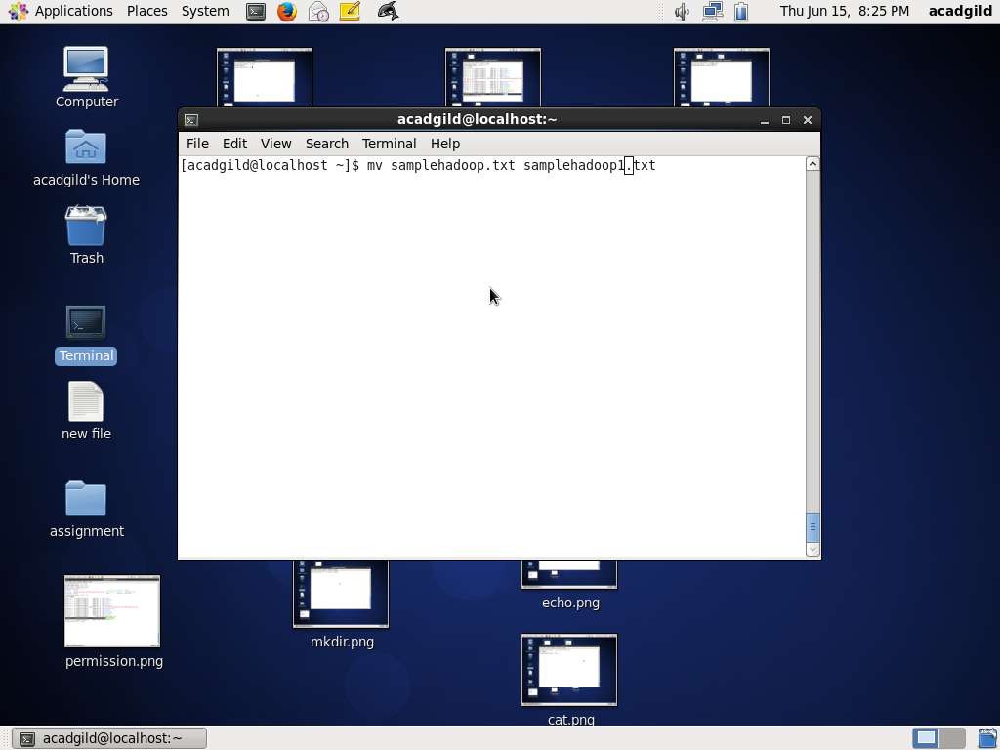 Applications Places System Thu Jun 15, 8:25 PM acadgild
Computer
acadgild's Home
Trash
Terminal
new file
assignment
permission.png
acadgild@localhost:~
File Edit View Search Terminal Help
[acadgild@localhost ~]$ mv samplehadoop.txt samplehadoop1.txt
mkdir.png
echo.png
cat.png
acadgild@localhost:~